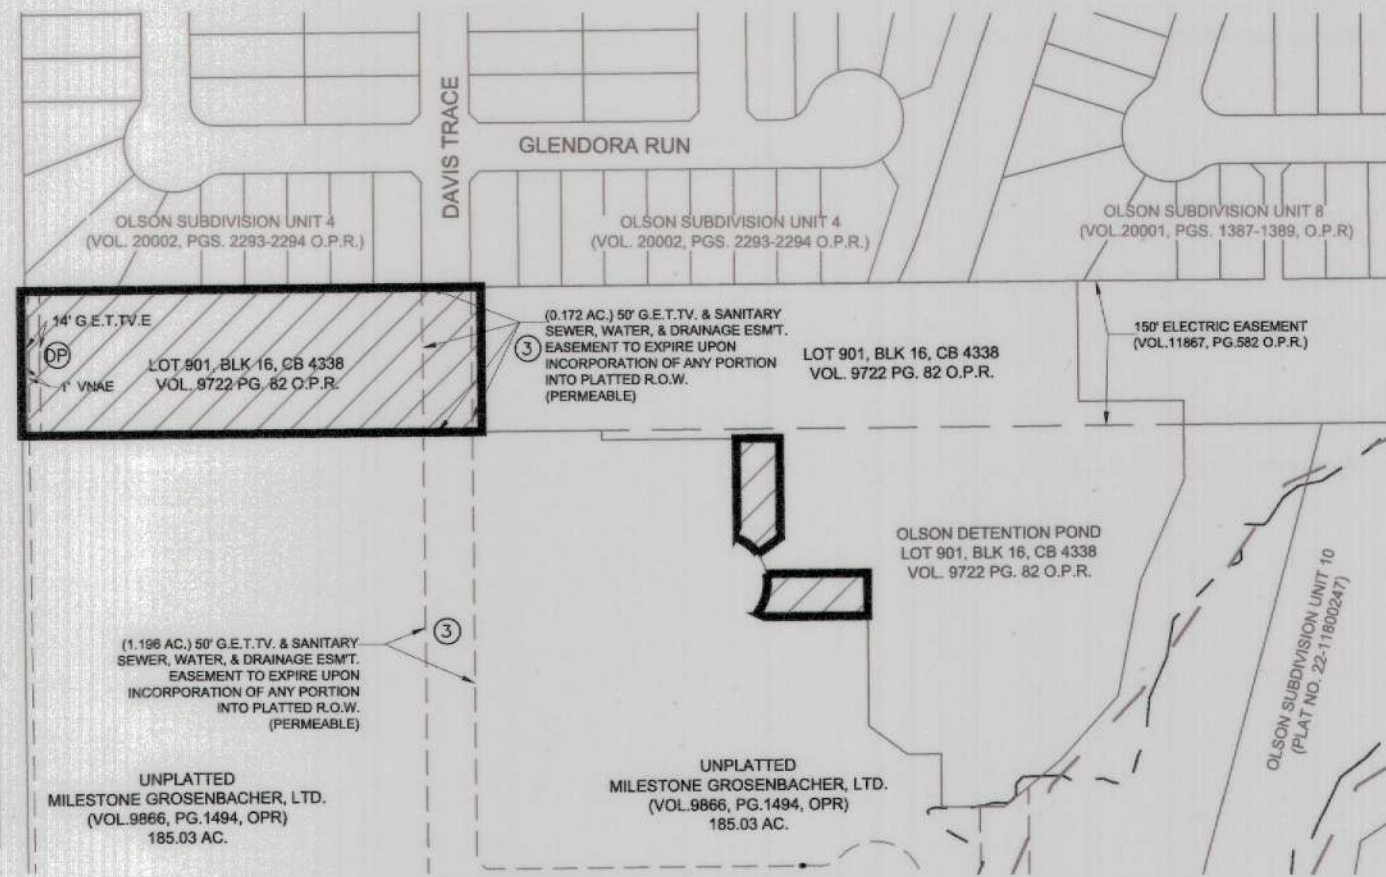 DAVIS TRACE
GLENDORA RUN
OLSON SUBDIVISION UNIT 4
(VOL. 20002, PGS. 2293-2294 O.P.R.)
OLSON SUBDIVISION UNIT 4
(VOL. 20002, PGS. 2293-2294 O.P.R.)
OLSON SUBDIVISION UNIT 8
(VOL.20001, PGS. 1387-1389, O.P.R)
14' G.E.T.TV.E
DP
1' VNAE
LOT 901, BLK 16, CB 4338
VOL. 9722 PG. 82 O.P.R.
(0.172 AC.) 50' G.E.T.TV. & SANITARY
SEWER, WATER, & DRAINAGE ESM'T.
EASEMENT TO EXPIRE UPON
INCORPORATION OF ANY PORTION
INTO PLATTED R.O.W.
(PERMEABLE)
3
LOT 901, BLK 16, CB 4338
VOL. 9722 PG. 82 O.P.R.
150' ELECTRIC EASEMENT
(VOL.11867, PG.582 O.P.R.)
OLSON DETENTION POND
LOT 901, BLK 16, CB 4338
VOL. 9722 PG. 82 O.P.R.
OLSON SUBDIVISION UNIT 10
(PLAT NO. 22-11800247)
3
(1.196 AC.) 50' G.E.T.TV. & SANITARY
SEWER, WATER, & DRAINAGE ESM'T.
EASEMENT TO EXPIRE UPON
INCORPORATION OF ANY PORTION
INTO PLATTED R.O.W.
(PERMEABLE)
UNPLATTED
MILESTONE GROSENBACHER, LTD.
(VOL.9866, PG.1494, OPR)
185.03 AC.
UNPLATTED
MILESTONE GROSENBACHER, LTD.
(VOL.9866, PG.1494, OPR)
185.03 AC.